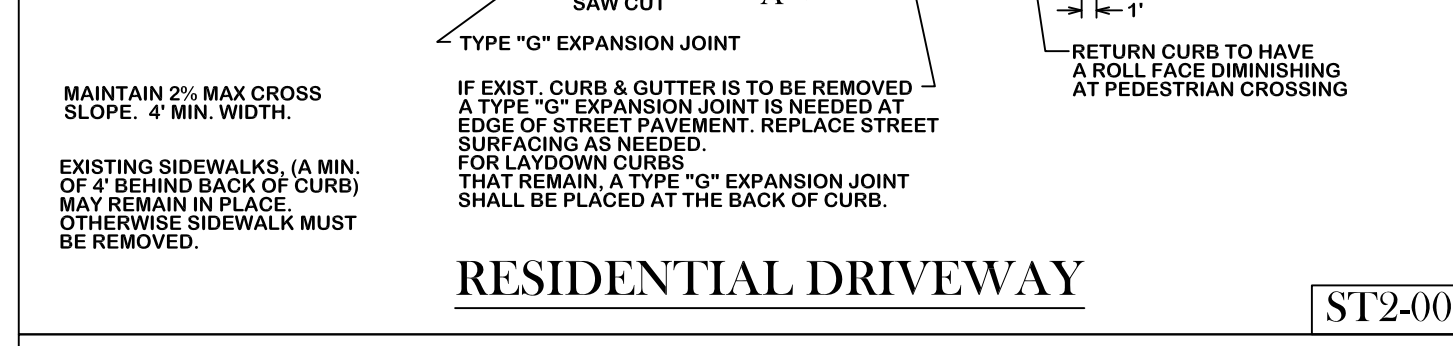 SAW CUT
A
1'
TYPE "G" EXPANSION JOINT
RETURN CURB TO HAVE
A ROLL FACE DIMINISHING
AT PEDESTRIAN CROSSING
MAINTAIN 2% MAX CROSS
SLOPE. 4' MIN. WIDTH.
IF EXIST. CURB & GUTTER IS TO BE REMOVED
A TYPE "G" EXPANSION JOINT IS NEEDED AT
EDGE OF STREET PAVEMENT. REPLACE STREET
SURFACING AS NEEDED.
FOR LAYDOWN CURBS
THAT REMAIN, A TYPE "G" EXPANSION JOINT
SHALL BE PLACED AT THE BACK OF CURB.
EXISTING SIDEWALKS, (A MIN.
OF 4' BEHIND BACK OF CURB)
MAY REMAIN IN PLACE.
OTHERWISE SIDEWALK MUST
BE REMOVED.
RESIDENTIAL DRIVEWAY
ST2-00